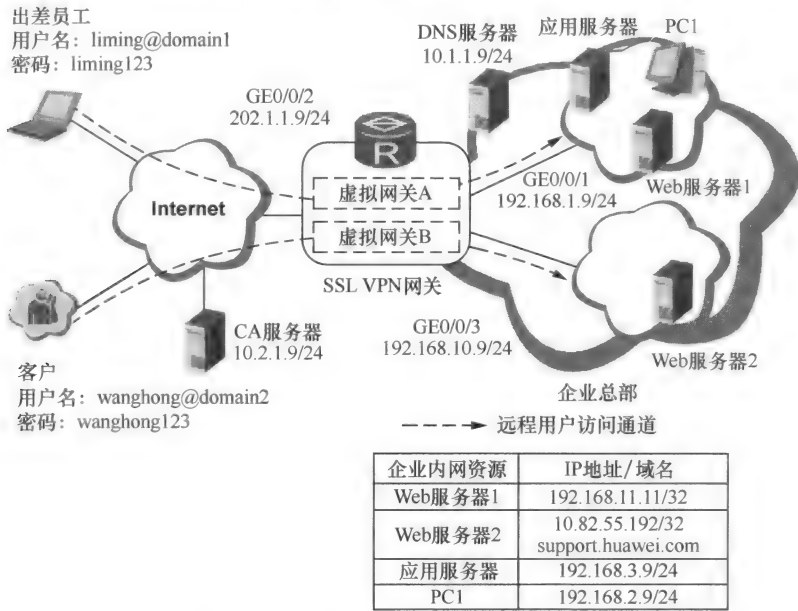 出差员工
用户名：liming@domain1
密码：liming123
GE0/0/2
202.1.1.9/24
DNS服务器
10.1.1.9/24
应用服务器
PC1
Internet
R
虚拟网关A
虚拟网关B
SSL VPN网关
GE0/0/1
192.168.1.9/24
Web服务器1
GE0/0/3
192.168.10.9/24
Web服务器2
CA服务器
10.2.1.9/24
客户
用户名：wanghong@domain2
密码：wanghong123
企业总部
远程用户访问通道
企业内网资源 IP地址/域名
Web服务器1 192.168.11.11/32
Web服务器2 10.82.55.192/32
support.huawei.com
应用服务器 192.168.3.9/24
PC1 192.168.2.9/24